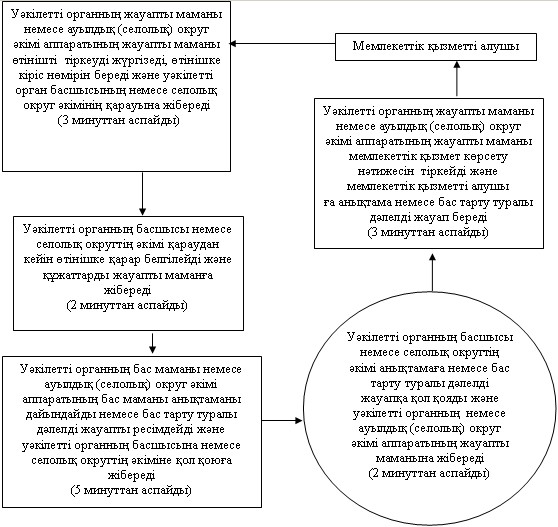 Уәкілетті органның жауапты маманы
немесе ауылдық (селолық) округ
әкімі аппаратының жауапты маманы
өтінішті тіркеуді жүргізеді, өтінішке
кіріс нөмірін береді және уәкілетті
орган басшысының немесе селолық
округ әкімінің қарауына жібереді
(3 минуттан аспайды)
Мемлекеттік қызметті алушы
Уәкілетті органның жауапты маманы
немесе ауылдық (селолық) округ
әкімі аппаратының жауапты маманы
мемлекеттік қызмет көрсету
нәтижесін тіркейді және
мемлекеттік қызметті алушы
ға анықтама немесе бас тарту туралы
дәлелді жауап береді
(3 минуттан аспайды)
Уәкілетті органның басшысы немесе
селолық округтің әкімі қараудан
кейін өтінішке қарар белгілейді және
құжаттарды жауапты маманға
жібереді
(2 минуттан аспайды)
Уәкілетті органның бас маманы немесе
ауылдық (селолық) округ әкімі
аппаратының бас маманы анықтаманы
дайындайды немесе бас тарту туралы
дәлелді жауапты ресімдейді және
уәкілетті органның басшысына немесе
селолық округтің әкіміне қол қоюға
жібереді
(5 минуттан аспайды)
Уәкілетті органның басшысы
немесе селолық округтің
әкімі анықтамаға немесе бас
тарту туралы дәлелді
жауапқа қол қояды және
уәкілетті органның немесе
ауылдық (селолық) округ
әкімі аппаратының жауапты
маманына жібереді
(2 минуттан аспайды)